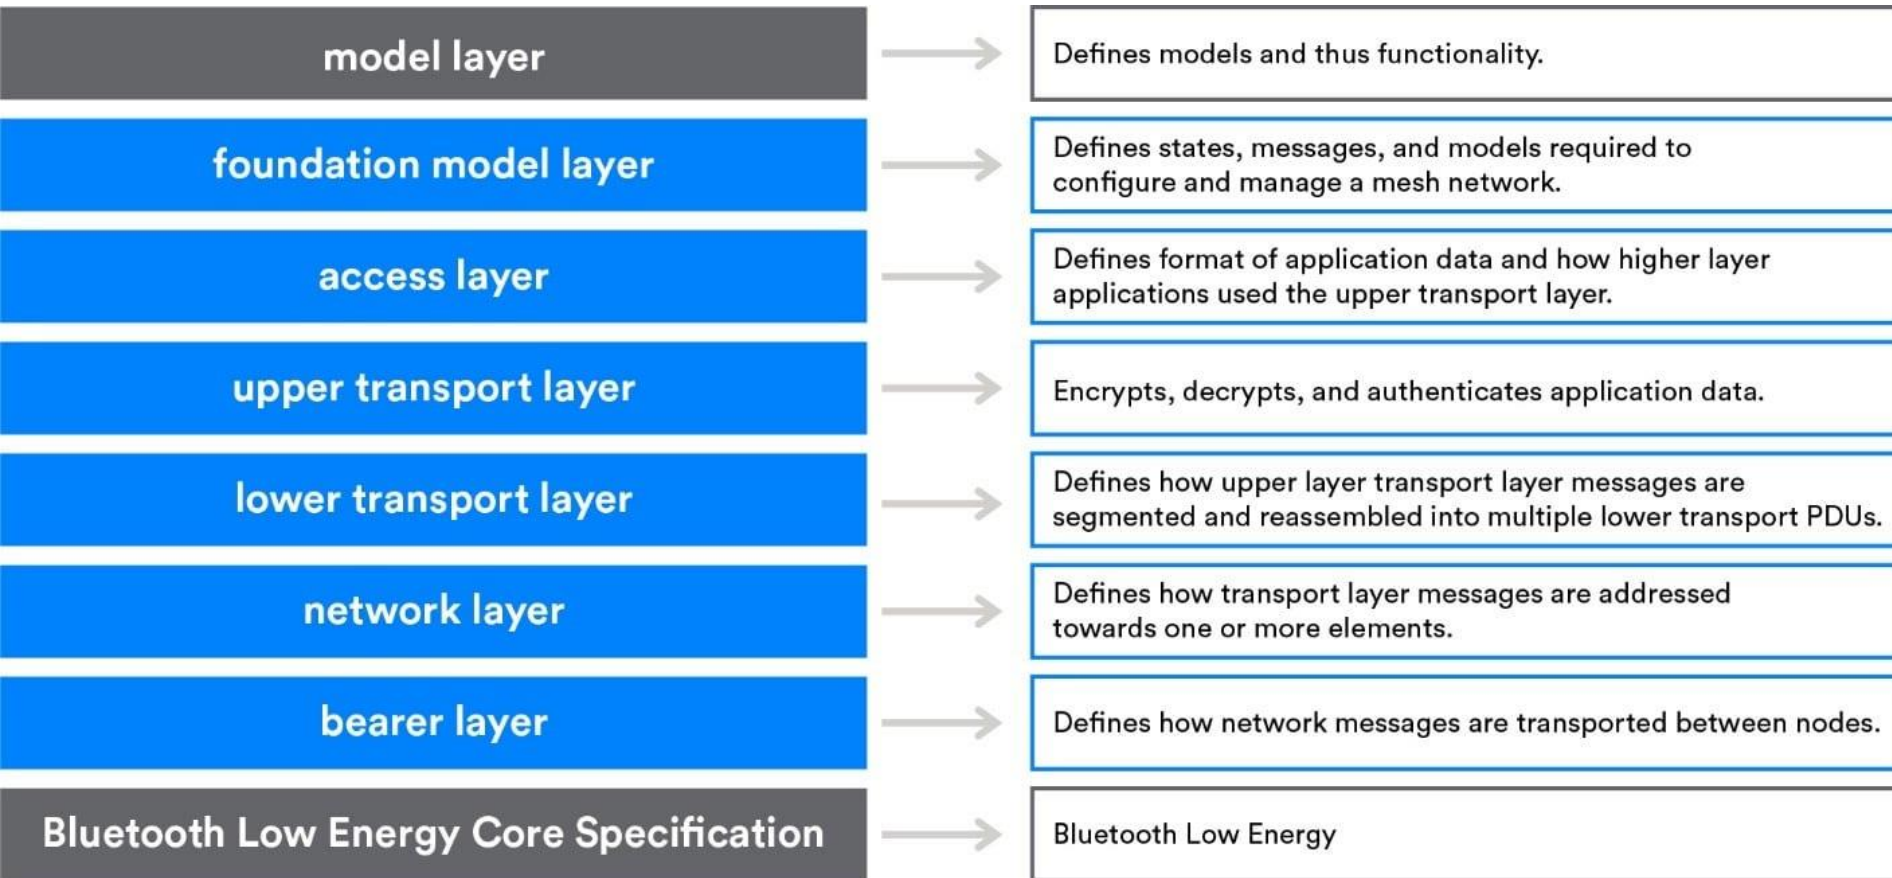 model layer
Defines models and thus functionality.
foundation model layer
Defines states, messages, and models required to
configure and manage a mesh network.
access layer
Defines format of application data and how higher layer
applications used the upper transport layer.
upper transport layer
Encrypts, decrypts, and authenticates application data.
lower transport layer
Defines how upper layer transport layer messages are
segmented and reassembled into multiple lower transport PDUs.
network layer
Defines how transport layer messages are addressed
towards one or more elements.
bearer layer
Defines how network messages are transported between nodes.
Bluetooth Low Energy Core Specification
Bluetooth Low Energy